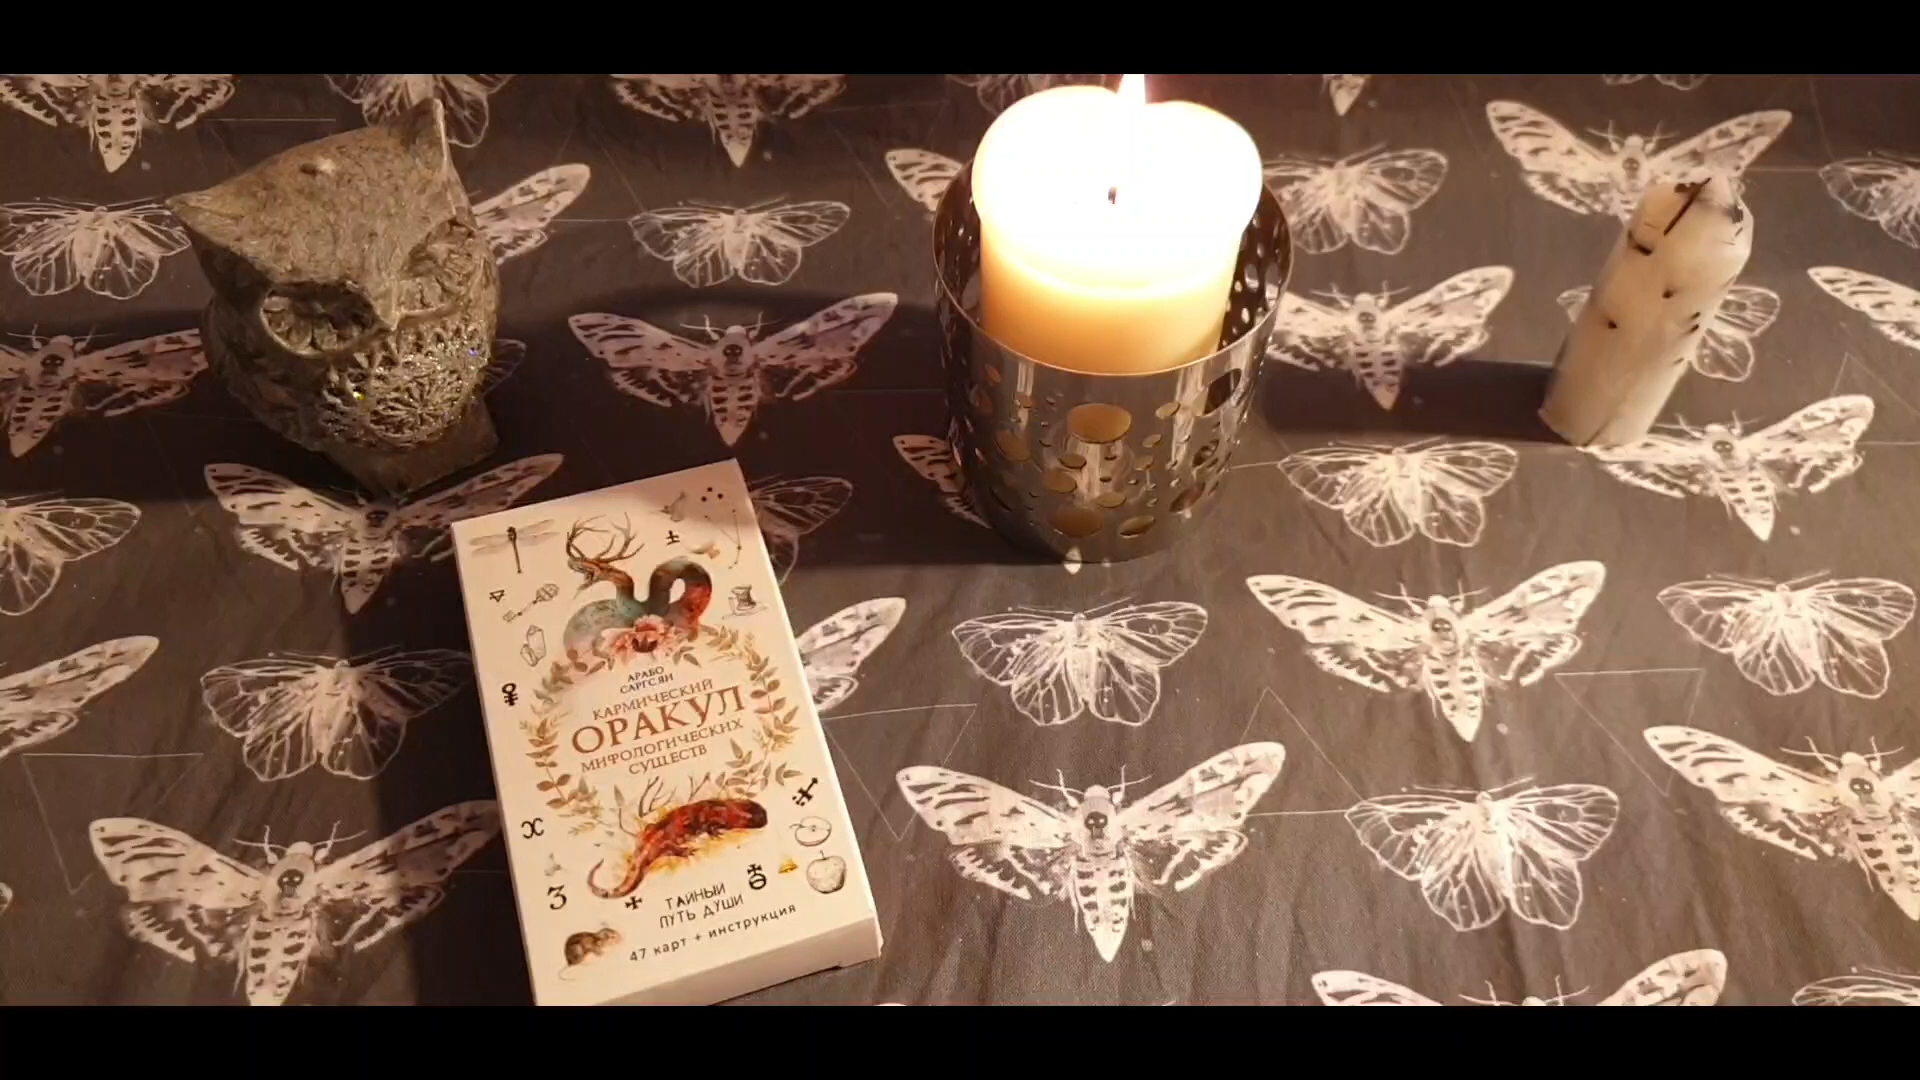 АРАБО
САРГСЯН
КАРМИЧЕСКИЙ
ОРАКУЛ
МИФОЛОГИЧЕСКИХ
СУЩЕСТВ
ТАЙНЫЙ
ПУТЬ ДУШИ
47 карт + инструкция